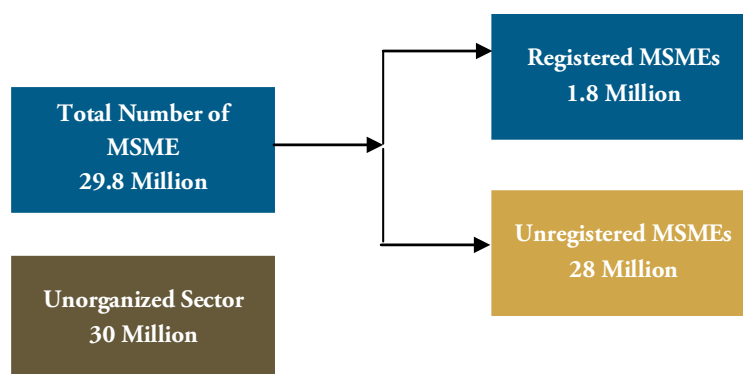 Total Number of
MSME
29.8 Million
Registered MSMEs
1.8 Million
Unregistered MSMEs
28 Million
Unorganized Sector
30 Million